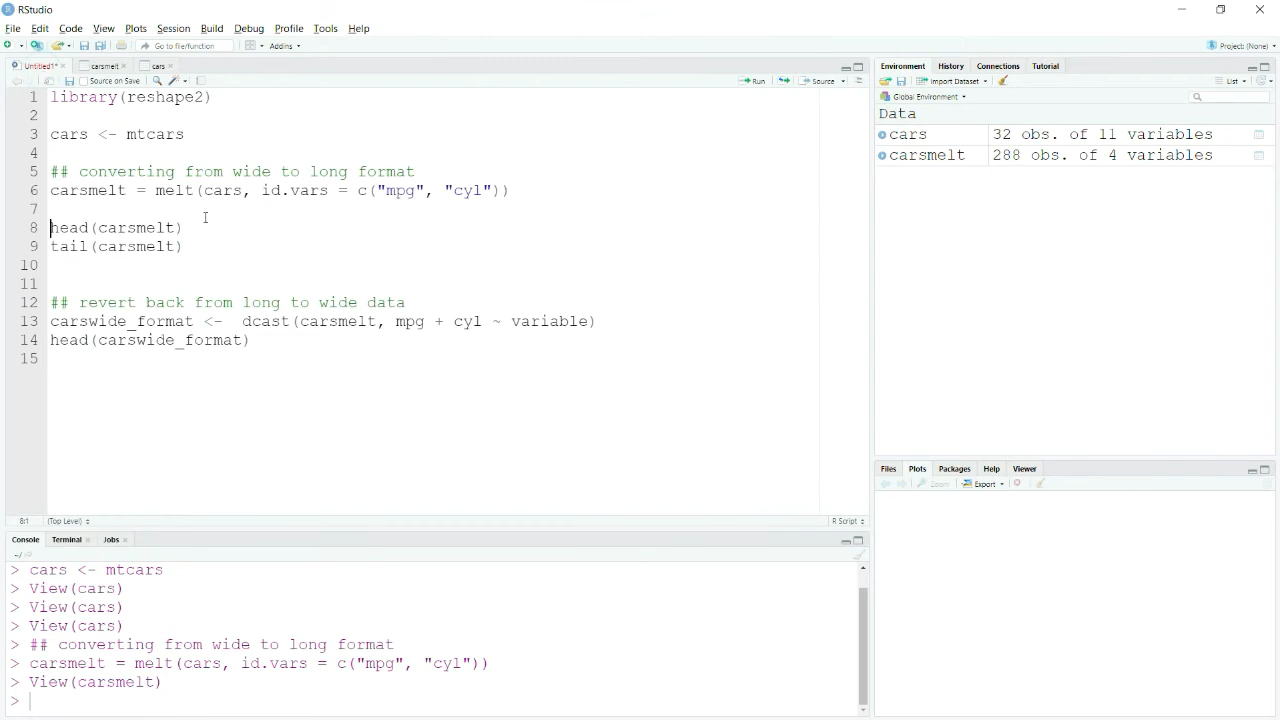 RStudio
File Edit Code View Plots Session Build Debug Profile Tools Help
Go to file/function Addins Project: (None)
Untitled1* carsmelt cars
Source on Save Run Source
1 library(reshape2)
2
3 cars <- mtcars
4
5 ## converting from wide to long format
6 carsmelt = melt(cars, id.vars = c("mpg", "cyl"))
7
8 head(carsmelt)
9 tail(carsmelt)
10
11
12 ## revert back from long to wide data
13 carswide_format <-  dcast(carsmelt, mpg + cyl ~ variable)
14 head(carswide_format)
15
8:1 (Top Level) R Script
Console Terminal Jobs
~/
> cars <- mtcars
> View(cars)
> View(cars)
> View(cars)
> ## converting from wide to long format
> carsmelt = melt(cars, id.vars = c("mpg", "cyl"))
> View(carsmelt)
>
Environment History Connections Tutorial
Import Dataset List
Global Environment
Data
cars 32 obs. of 11 variables
carsmelt 288 obs. of 4 variables
Files Plots Packages Help Viewer
Zoom Export